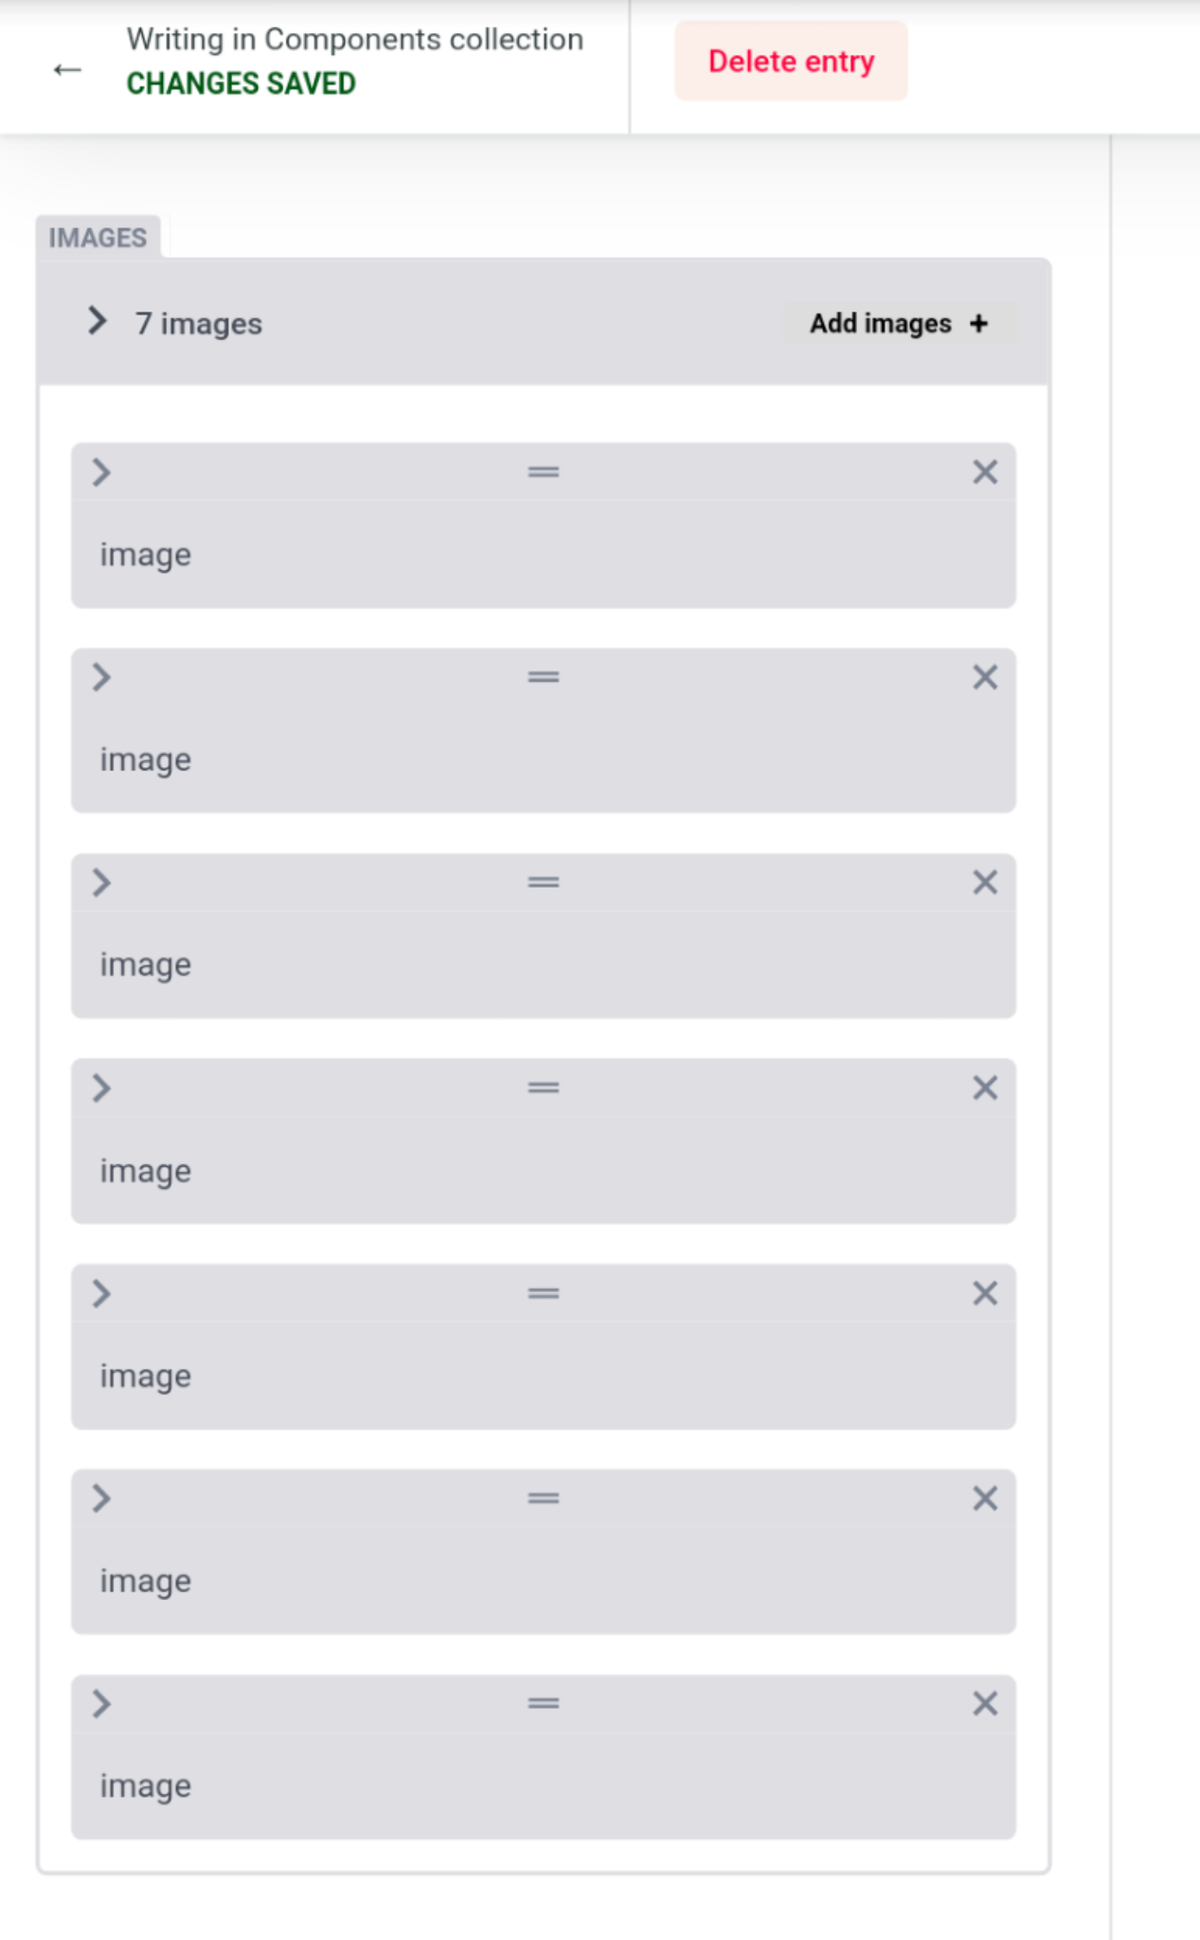 Writing in Components collection
CHANGES SAVED
Delete entry
IMAGES
7 images
Add images +
image
image
image
image
image
image
image